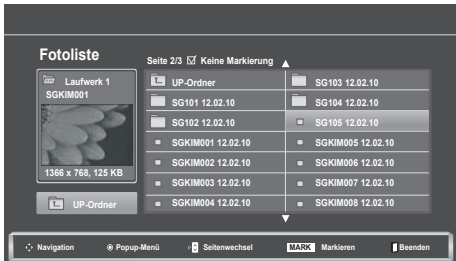 Fotoliste
Seite 2/3 ☑ Keine Markierung
Laufwerk 1
SGKIM001
1366 x 768, 125 KB
UP-Ordner
UP-Ordner
SG101 12.02.10
SG102 12.02.10
SGKIM001 12.02.10
SGKIM002 12.02.10
SGKIM003 12.02.10
SGKIM004 12.02.10
SG103 12.02.10
SG104 12.02.10
SG105 12.02.10
SGKIM005 12.02.10
SGKIM006 12.02.10
SGKIM007 12.02.10
SGKIM008 12.02.10
Navigation Popup-Menü P Seitenwechsel MARK Markieren Beenden